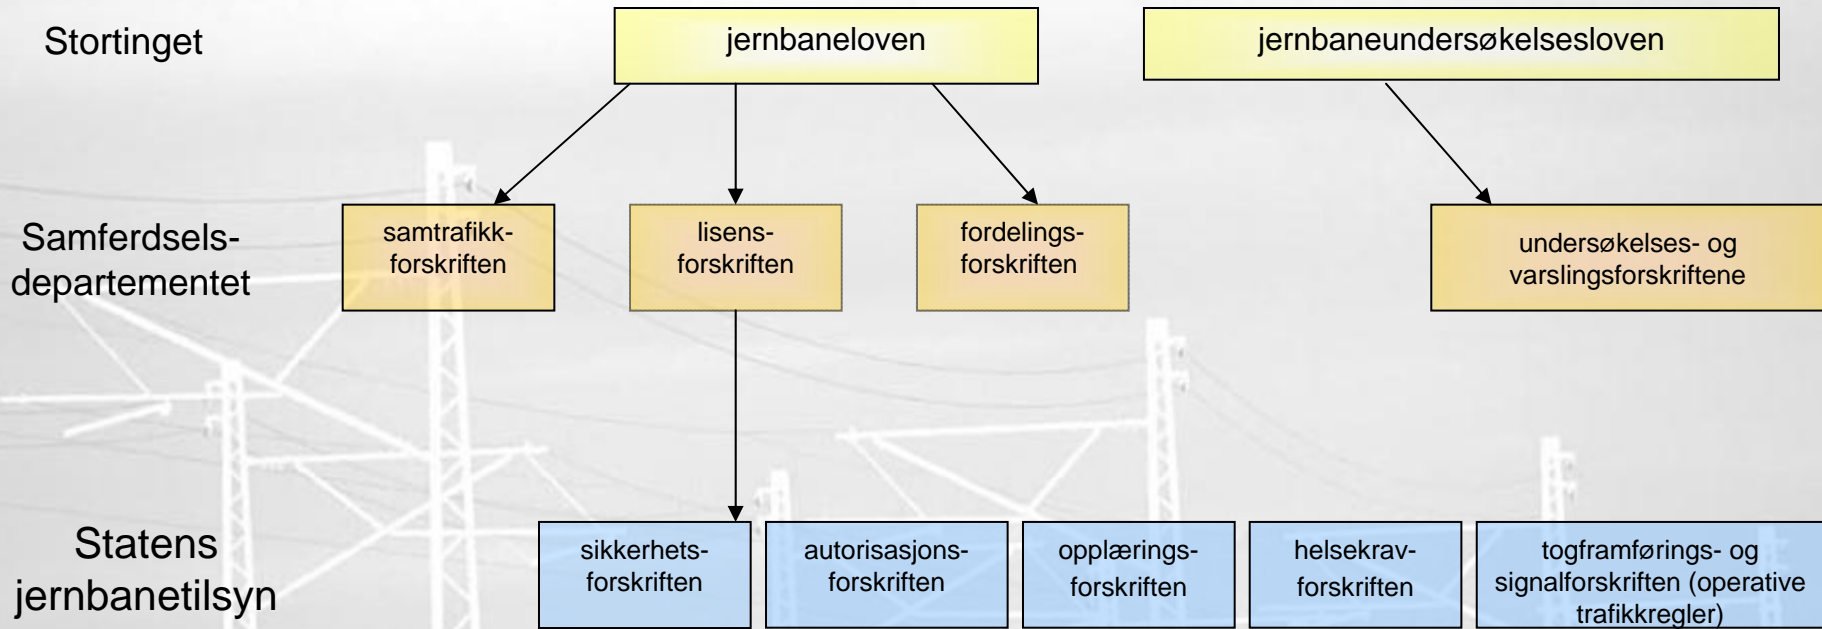 Stortinget
jernbaneloven
jernbaneundersøkelsesloven
Samferdsels-
departementet
samtrafikk-
forskriften
lisens-
forskriften
fordelings-
forskriften
undersøkelses- og
varslingsforskriftene
Statens
jernbanetilsyn
sikkerhets-
forskriften
autorisasjons-
forskriften
opplærings-
forskriften
helsekrav-
forskriften
togframførings- og
signalforskriften (operative
trafikkregler)